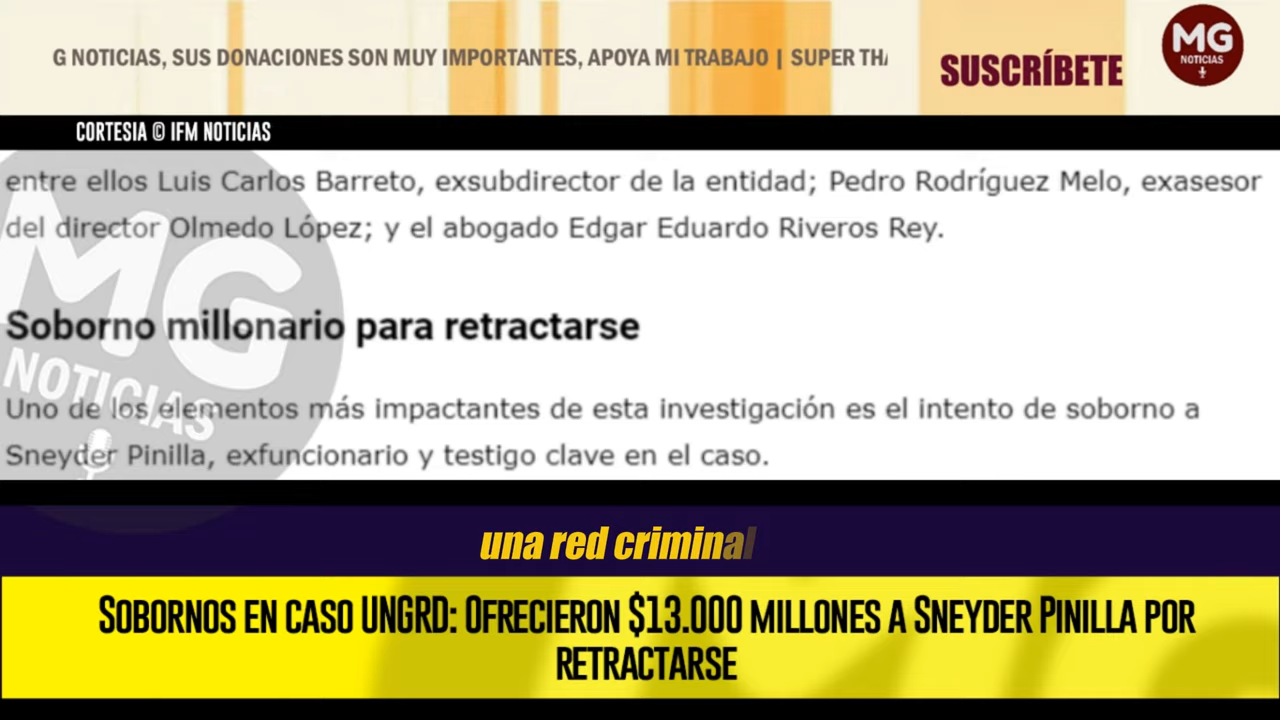 G NOTICIAS, SUS DONACIONES SON MUY IMPORTANTES, APOYA MI TRABAJO | SUPER
SUSCRÍBETE
MG
NOTICIAS
CORTESIA © IFM NOTICIAS
entre ellos Luis Carlos Barreto, exsubdirector de la entidad; Pedro Rodríguez Melo, exasesor
del director Olmedo López; y el abogado Edgar Eduardo Riveros Rey.
MG
NOTICIAS
Soborno millonario para retractarse
Uno de los elementos más impactantes de esta investigación es el intento de soborno a
Sneyder Pinilla, exfuncionario y testigo clave en el caso.
una red criminal
SOBORNOS EN CASO UNGRD: OFRECIERON $13.000 MILLONES A SNEYDER PINILLA POR
RETRACTARSE